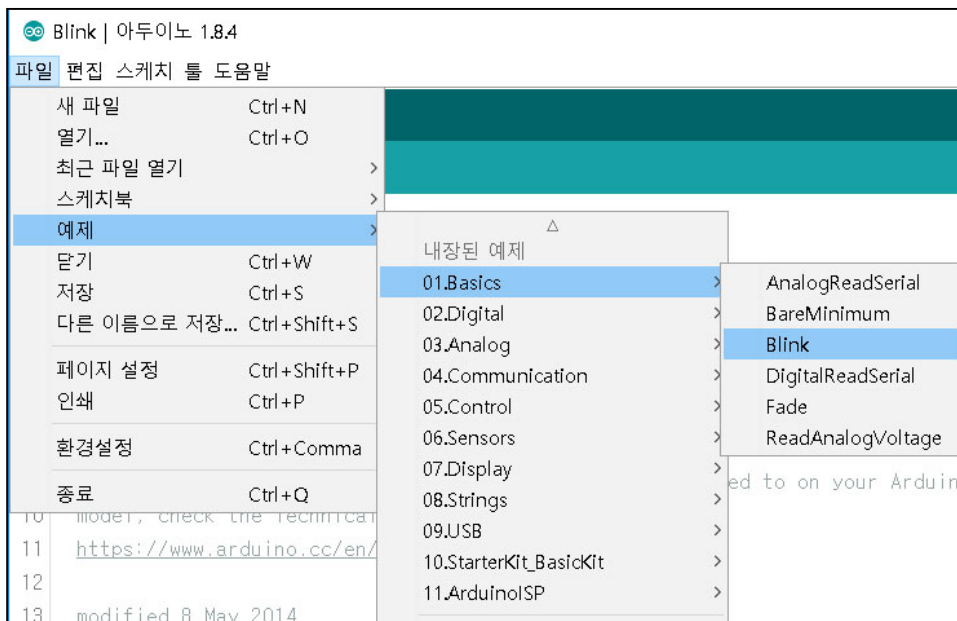 Blink | 아두이노 1.8.4
파일 편집 스케치 툴 도움말
새 파일 Ctrl+N
열기... Ctrl+O
최근 파일 열기
스케치북
예제
닫기 Ctrl+W
저장 Ctrl+S
다른 이름으로 저장... Ctrl+Shift+S
페이지 설정 Ctrl+Shift+P
인쇄 Ctrl+P
환경설정 Ctrl+Comma
종료 Ctrl+Q
내장된 예제
01.Basics
02.Digital
03.Analog
04.Communication
05.Control
06.Sensors
07.Display
08.Strings
09.USB
10.StarterKit_BasicKit
11.ArduinoISP
AnalogReadSerial
BareMinimum
Blink
DigitalReadSerial
Fade
ReadAnalogVoltage
ed to on your Arduin
10 model, check the Technical
11 https://www.arduino.cc/en/
12
13 modified 8 May 2014